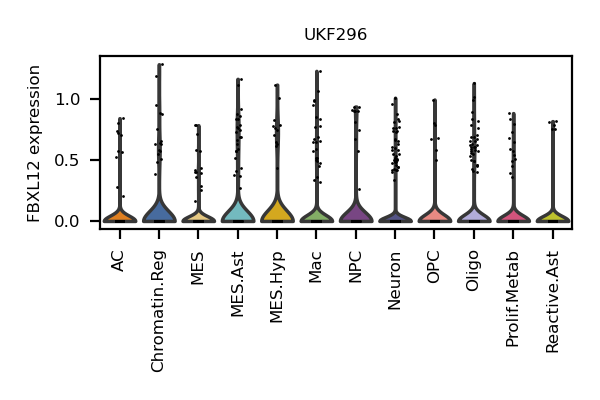 UKF296
FBXL12 expression
1.0
0.5
0.0
AC
Chromatin.Reg
MES
MES.Ast
MES.Hyp
Mac
NPC
Neuron
OPC
Oligo
Prolif.Metab
Reactive.Ast